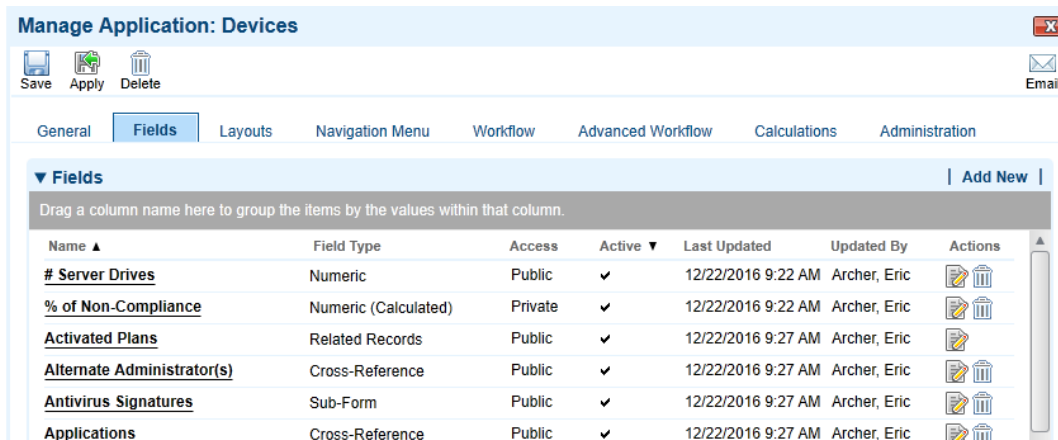 Manage Application: Devices
X
Save Apply Delete Emai
General Fields Layouts Navigation Menu Workflow Advanced Workflow Calculations Administration
▼ Fields | Add New |
Drag a column name here to group the items by the values within that column.
Name ▲ Field Type Access Active ▼ Last Updated Updated By Actions
# Server Drives Numeric Public ✔ 12/22/2016 9:22 AM Archer, Eric
% of Non-Compliance Numeric (Calculated) Private ✔ 12/22/2016 9:22 AM Archer, Eric
Activated Plans Related Records Public ✔ 12/22/2016 9:27 AM Archer, Eric
Alternate Administrator(s) Cross-Reference Public ✔ 12/22/2016 9:27 AM Archer, Eric
Antivirus Signatures Sub-Form Public ✔ 12/22/2016 9:27 AM Archer, Eric
Applications Cross-Reference Public ✔ 12/22/2016 9:27 AM Archer, Eric